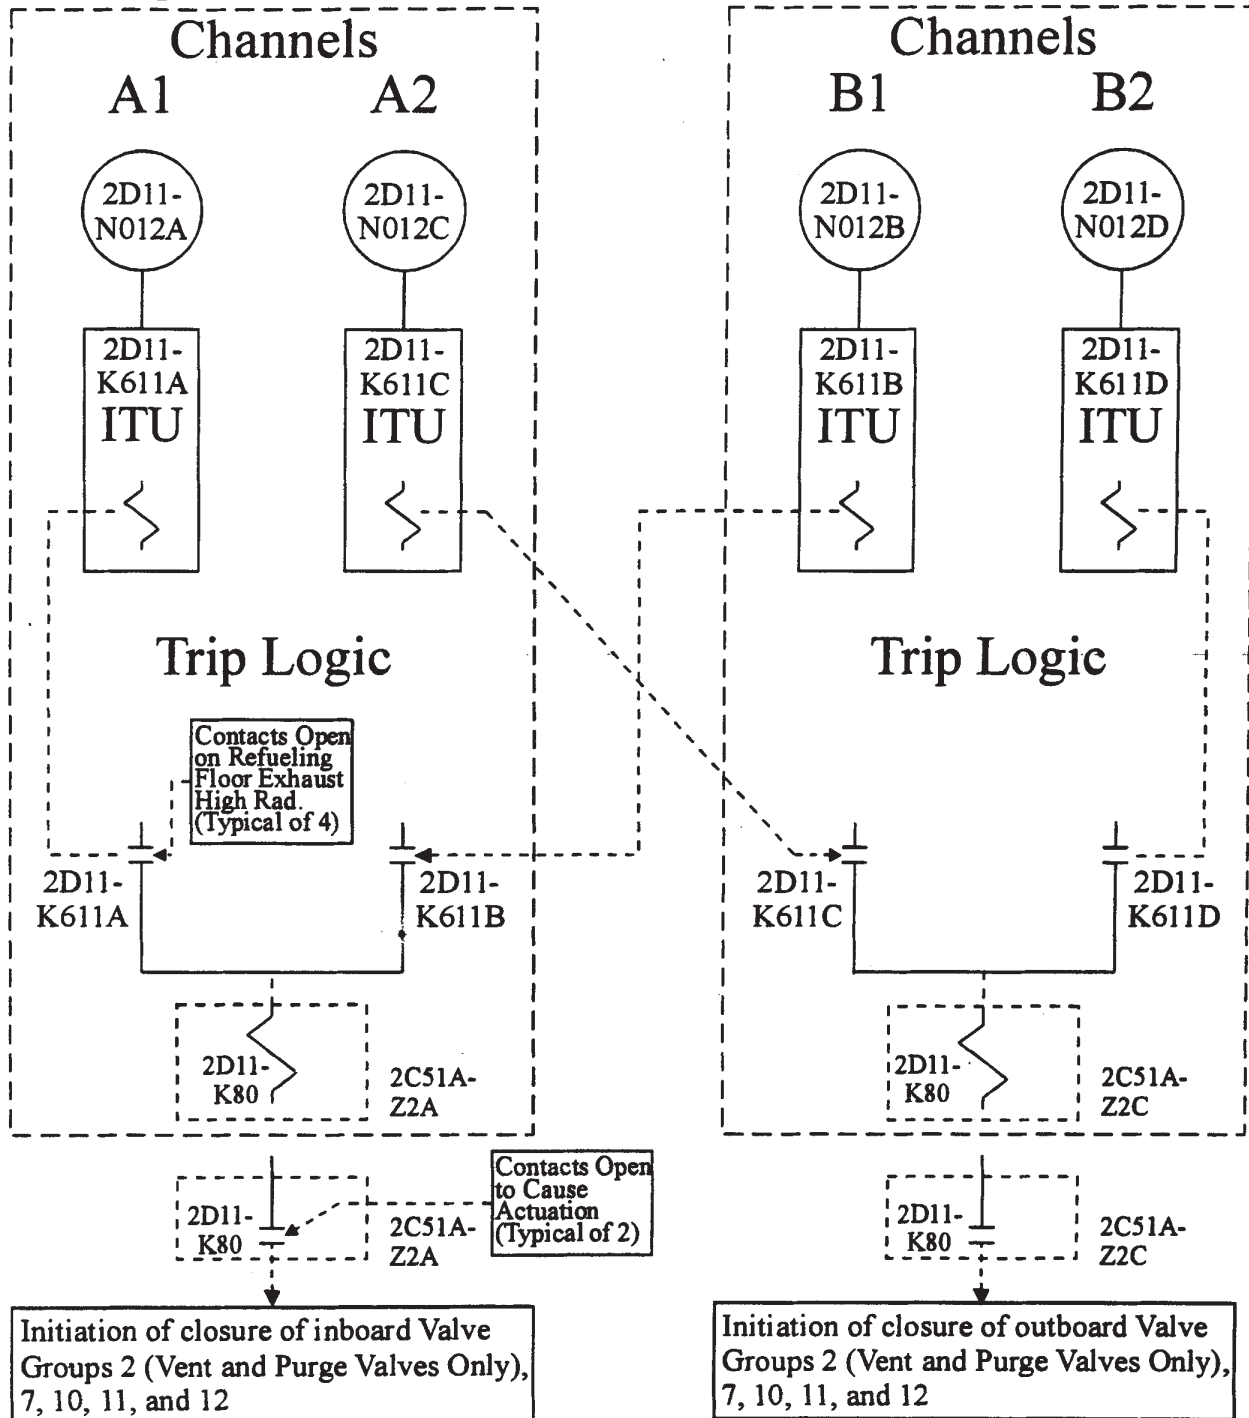 Channels
A1
A2
2D11-
N012A
2D11-
N012C
2D11-
K611A
ITU
2D11-
K611C
ITU
Trip Logic
Contacts Open
on Refueling
Floor Exhaust
High Rad.
(Typical of 4)
2D11-
K611A
2D11-
K611B
2D11-
K80
2C51A-
Z2A
2D11-
K80
2C51A-
Z2A
Contacts Open
to Cause
Actuation
(Typical of 2)
Initiation of closure of inboard Valve
Groups 2 (Vent and Purge Valves Only),
7, 10, 11, and 12
Channels
B1
B2
2D11-
N012B
2D11-
N012D
2D11-
K611B
ITU
2D11-
K611D
ITU
Trip Logic
2D11-
K611C
2D11-
K611D
2D11-
K80
2C51A-
Z2C
2D11-
K80
2C51A-
Z2C
Initiation of closure of outboard Valve
Groups 2 (Vent and Purge Valves Only),
7, 10, 11, and 12